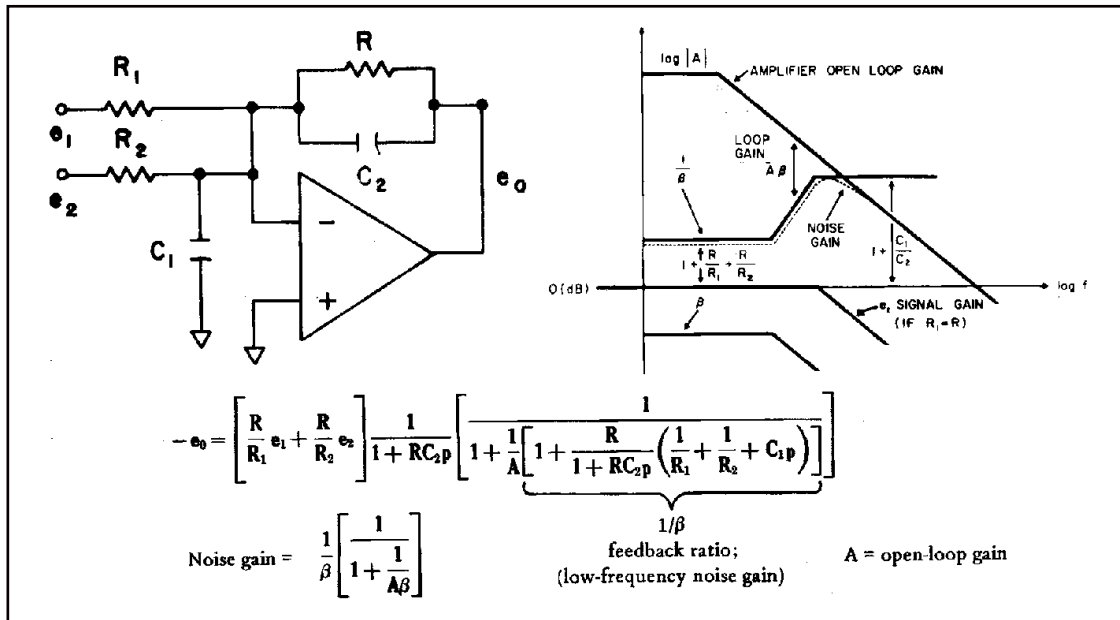 R
R₁
e₁
R₂
e₂
C₂
C₁
−
+
e₀
log |A|
AMPLIFIER OPEN LOOP GAIN
LOOP
GAIN
Aβ
1/β
NOISE
GAIN
1 + R/R₁ + R/R₂
1 + C₁/C₂
O(dB)
log f
β
e₁ SIGNAL GAIN
(IF R₁=R)
−e₀ = [R/R₁ e₁ + R/R₂ e₂] 1/(1 + RC₂p) [1/(1 + 1/A[1 + R/(1 + RC₂p)(1/R₁ + 1/R₂ + C₁p)])]
Noise gain = 1/β [1/(1 + 1/Aβ)]
1/β
feedback ratio;
(low-frequency noise gain)
A = open-loop gain